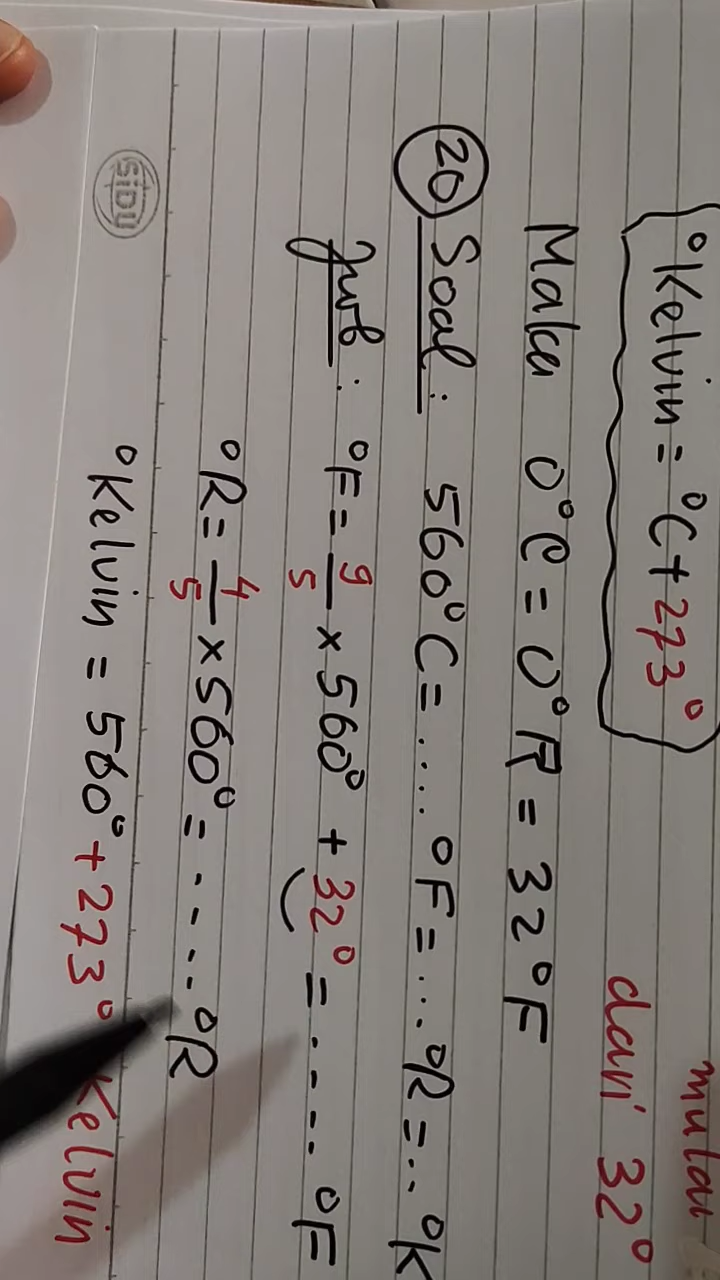 mulai
°Kelvin = °C + 273°
dari 32°
Maka 0°C = 0°R = 32°F
20 Soal : 560°C = ..... °F = ... °R = .. °K
Jwb : °F = 9/5 × 560° + 32° = ...... °F
°R = 4/5 × 560° = ...... °R
°Kelvin = 560° + 273° Kelvin
SIDU